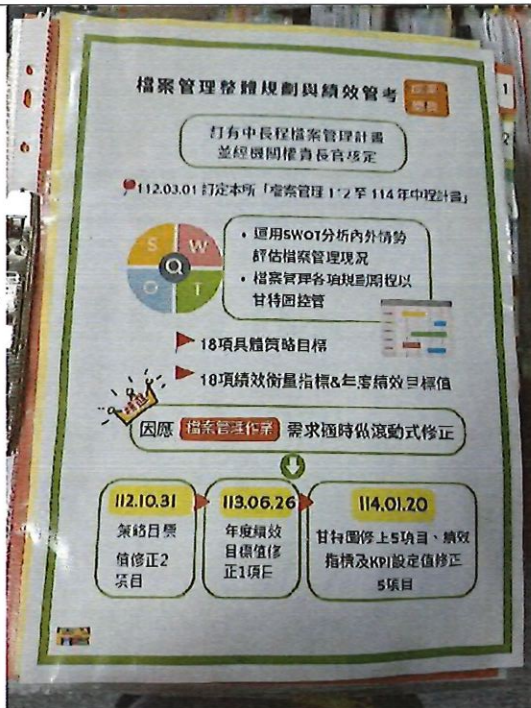 檔案管理整體規劃與績效管考
訂有中長程檔案管理計畫
並經機關權責長官核定
112.03.01 訂定本所「檔案管理 112 至 114 年中程計畫」
S W
O T
• 運用SWOT分析內外情勢
評估檔案管理現況
• 檔案管理各項規劃期程以
甘特圖控管
18項具體策略目標
18項績效衡量指標&年度績效目標值
精進
因應 檔案管理作業 需求適時做滾動式修正
112.10.31
策略目標
值修正2
項目
113.06.26
年度績效
目標值修
正1項目
114.01.20
甘特圖修上5項目、績效
指標及KPI設定值修正
5項目
1
2